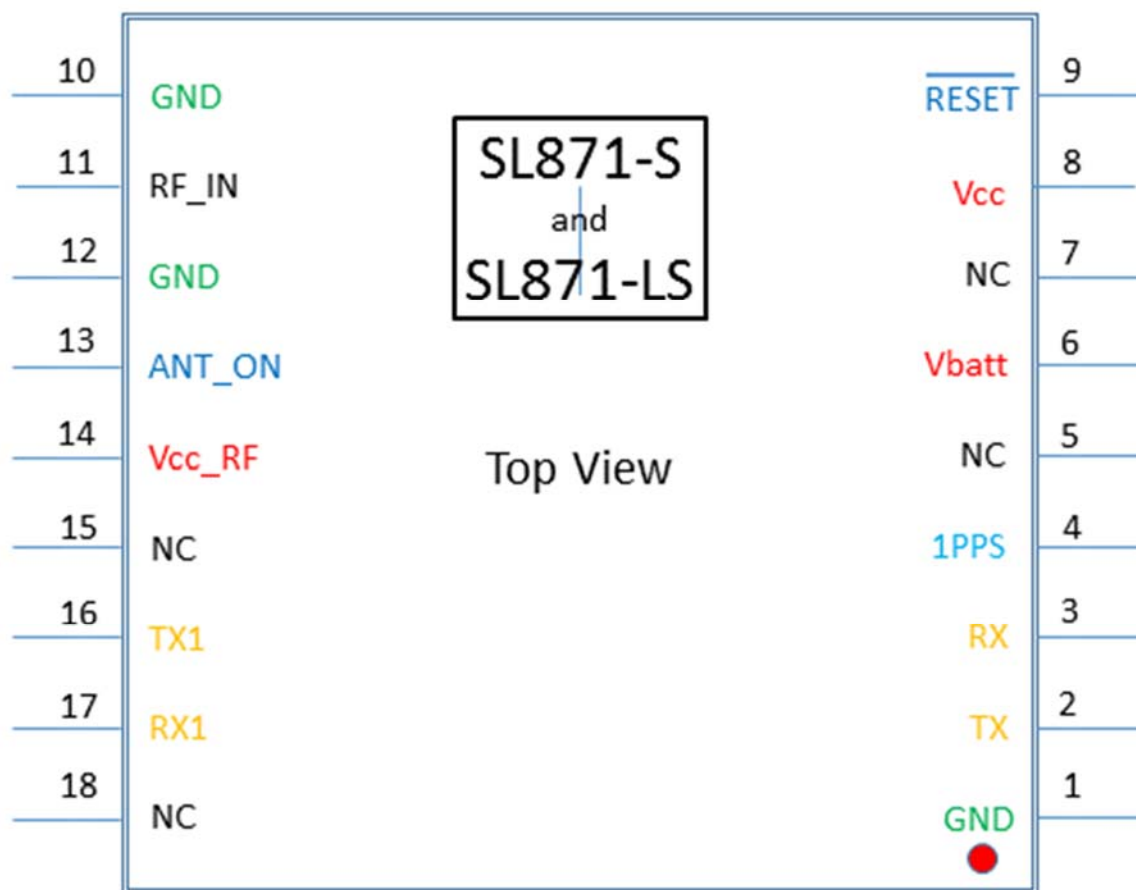 10 GND
11 RF_IN
12 GND
13 ANT_ON
14 Vcc_RF
15 NC
16 TX1
17 RX1
18 NC
SL871-S
and
SL871-LS
Top View
RESET 9
Vcc 8
NC 7
Vbatt 6
NC 5
1PPS 4
RX 3
TX 2
GND 1